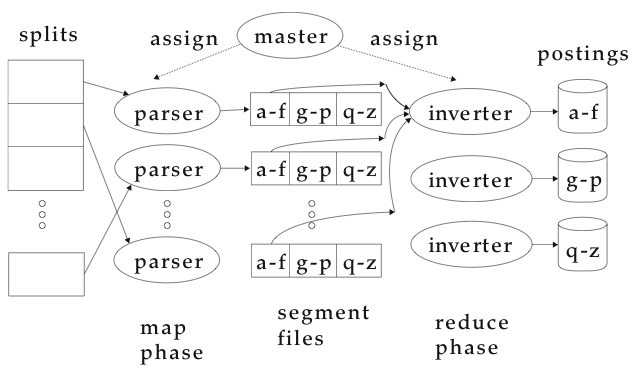 splits
assign
master
assign
postings
parser
a-f g-p q-z
inverter
a-f
parser
a-f g-p q-z
inverter
g-p
parser
a-f g-p q-z
inverter
q-z
map
phase
segment
files
reduce
phase